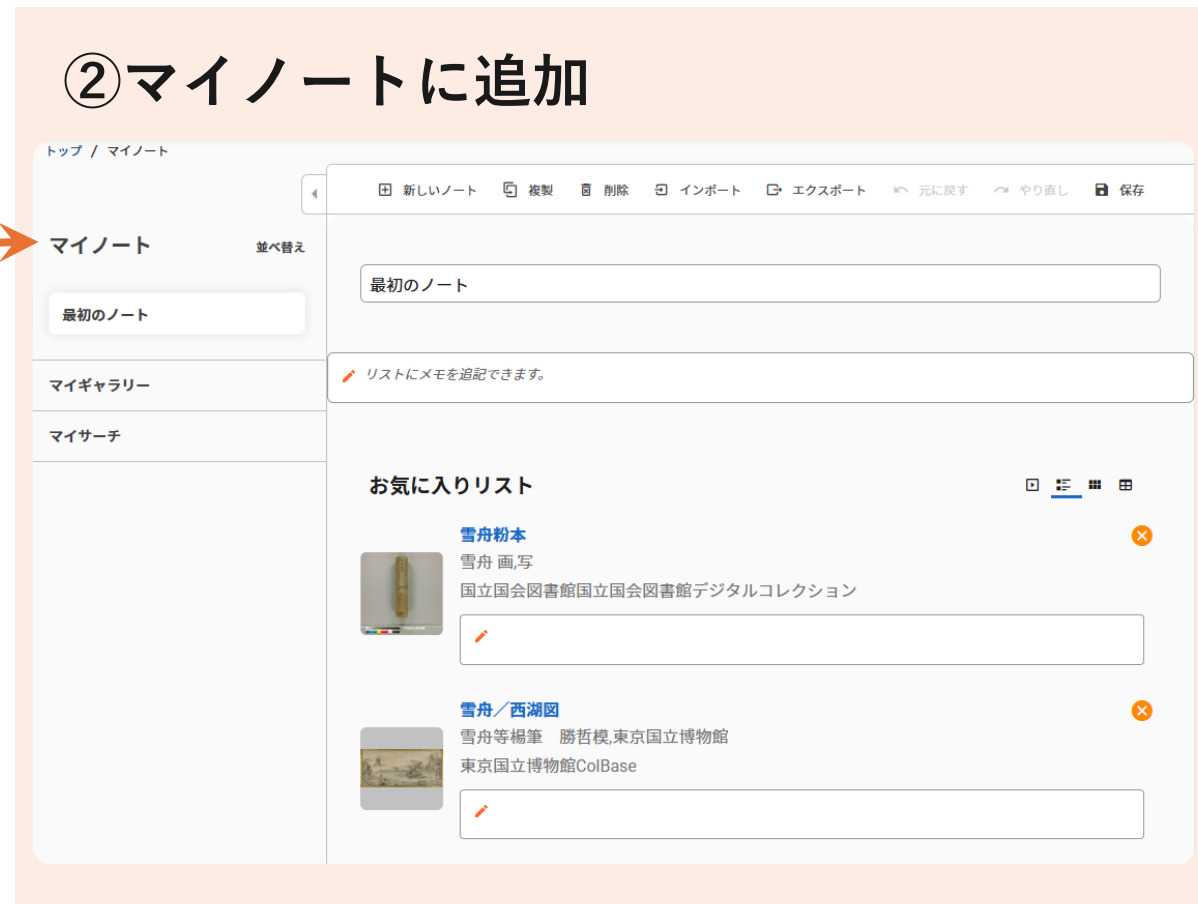 ②マイノートに追加
トップ / マイノート
新しいノート 複製 削除 インポート エクスポート 元に戻す やり直し 保存
マイノート 並べ替え
最初のノート
最初のノート
マイギャラリー
マイサーチ
リストにメモを追記できます。
お気に入りリスト
雪舟粉本
雪舟 画,写
国立国会図書館国立国会図書館デジタルコレクション
雪舟／西湖図
雪舟等楊筆　勝哲模,東京国立博物館
東京国立博物館ColBase